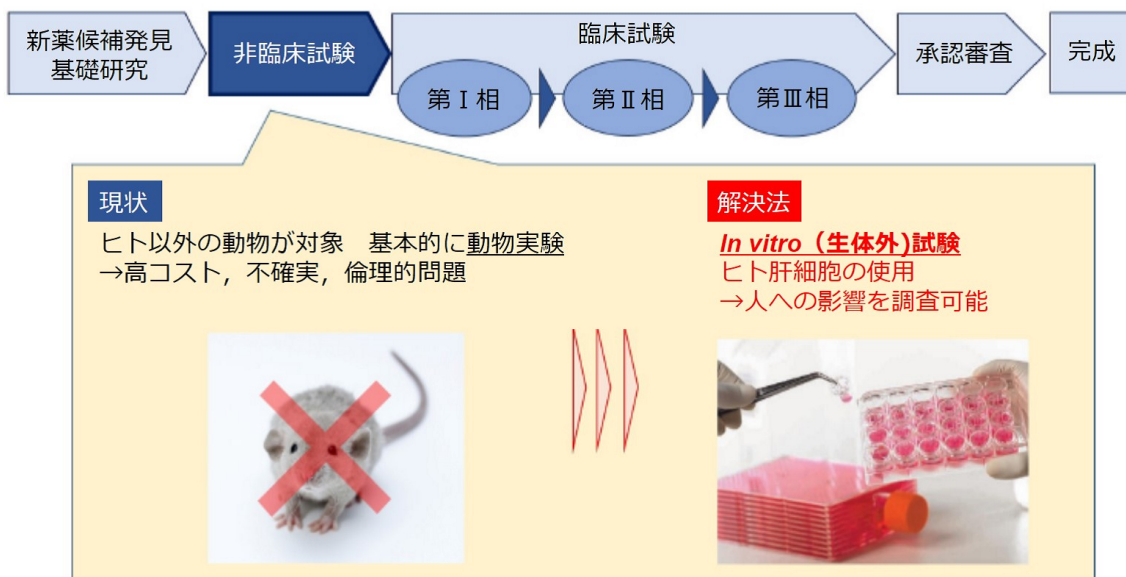 新薬候補発見
基礎研究
非臨床試験
臨床試験
第Ⅰ相
第Ⅱ相
第Ⅲ相
承認審査
完成
現状
ヒト以外の動物が対象　基本的に動物実験
→高コスト，不確実，倫理的問題
解決法
In vitro（生体外)試験
ヒト肝細胞の使用
→人への影響を調査可能